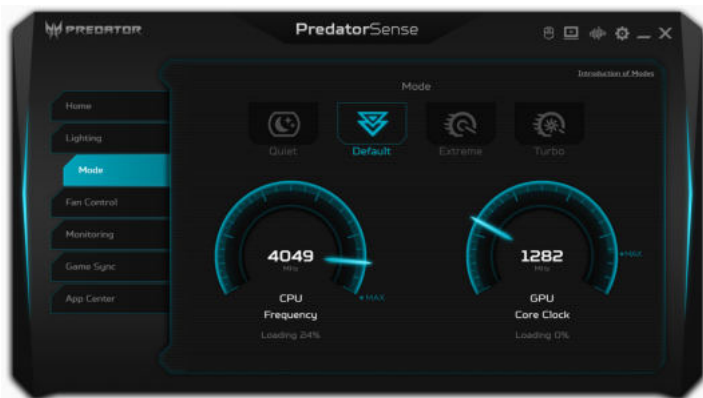 PREDATOR
PredatorSense
Introduction of Modes
Mode
Home
Lighting
Mode
Fan Control
Monitoring
Game Sync
App Center
Quiet
Default
Extreme
Turbo
4049
MHz
MAX
CPU
Frequency
Loading 24%
1282
MHz
MAX
GPU
Core Clock
Loading 0%